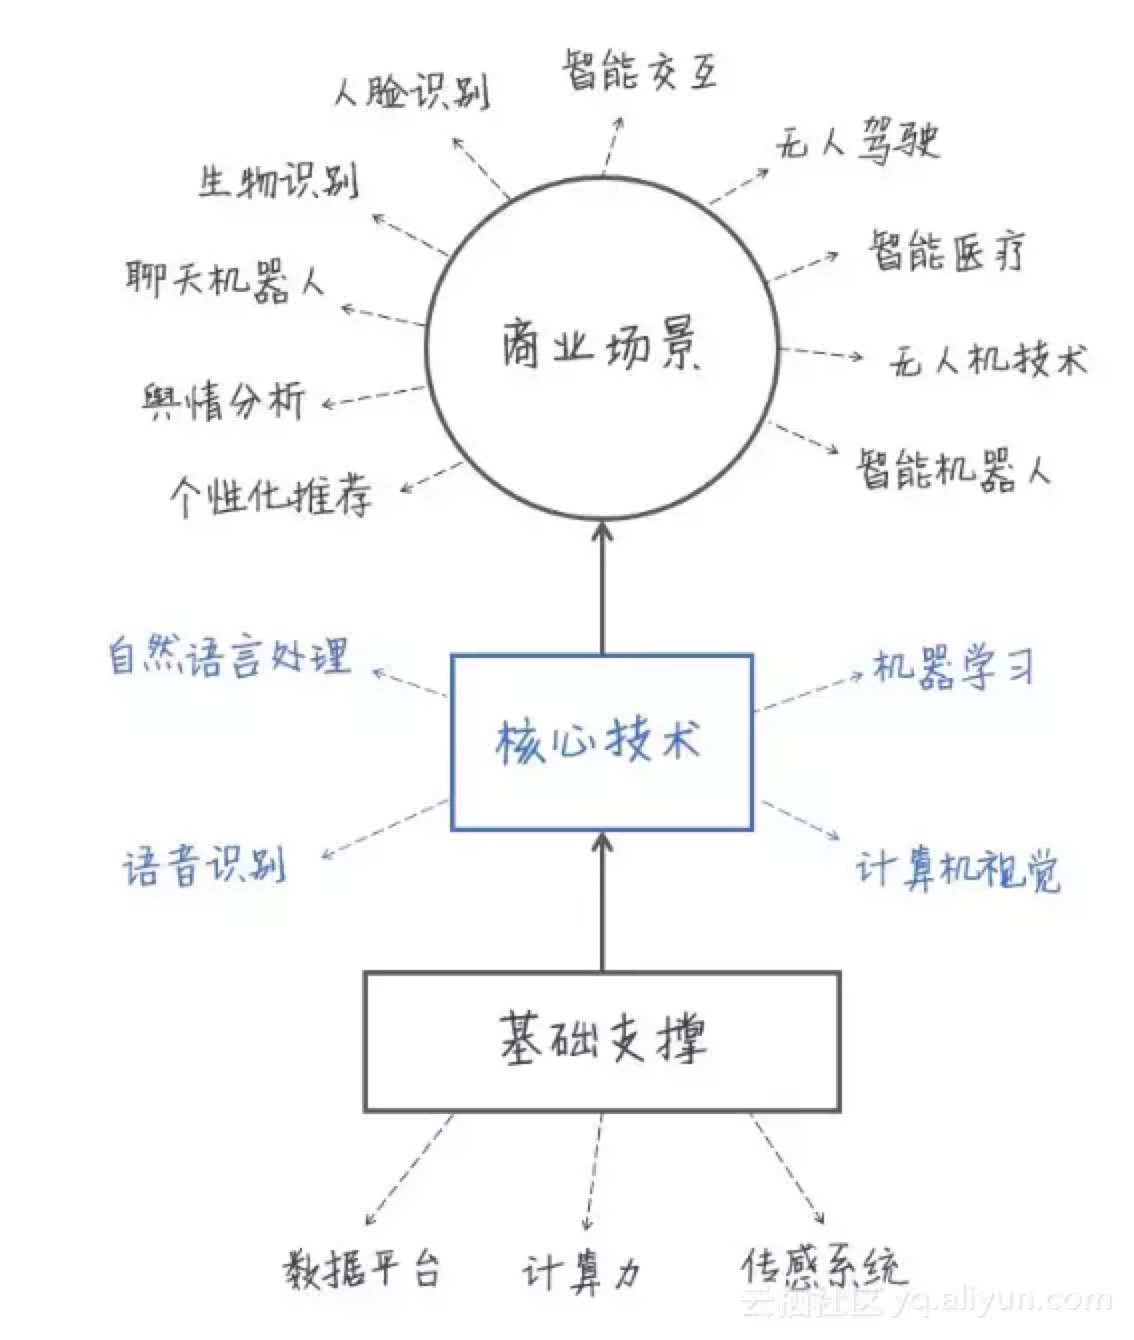 智能交互
人脸识别
无人驾驶
生物识别
智能医疗
聊天机器人
无人机技术
舆情分析
商业场景
智能机器人
个性化推荐
自然语言处理
机器学习
核心技术
语音识别
计算机视觉
基础支撑
数据平台
计算力
传感系统
云栖社区 yq.aliyun.com